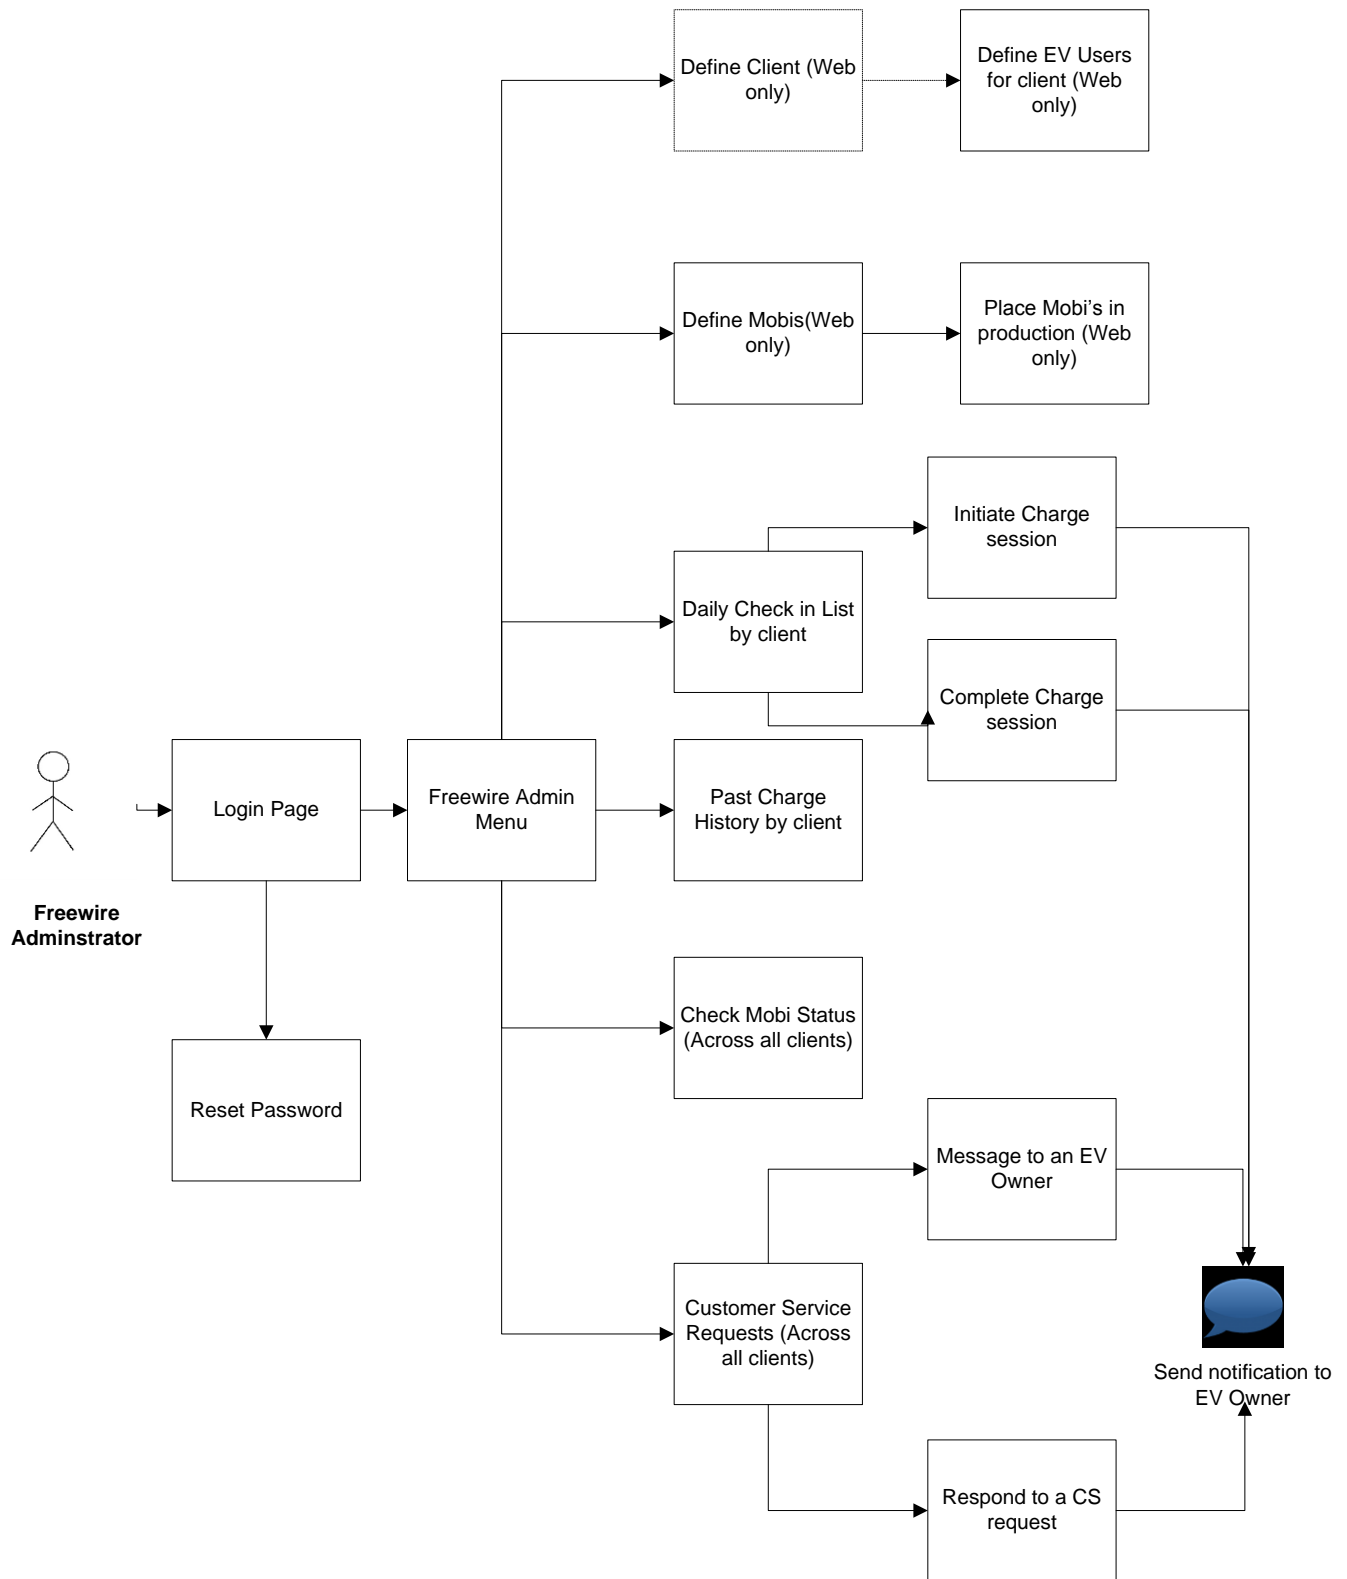 Define Client (Web
only)
Define EV Users
for client (Web
only)
Define Mobis(Web
only)
Place Mobi’s in
production (Web
only)
Initiate Charge
session
Daily Check in List
by client
Complete Charge
session
Freewire
Adminstrator
Login Page
Freewire Admin
Menu
Past Charge
History by client
Check Mobi Status
(Across all clients)
Reset Password
Message to an EV
Owner
Customer Service
Requests (Across
all clients)
Send notification to
EV Owner
Respond to a CS
request